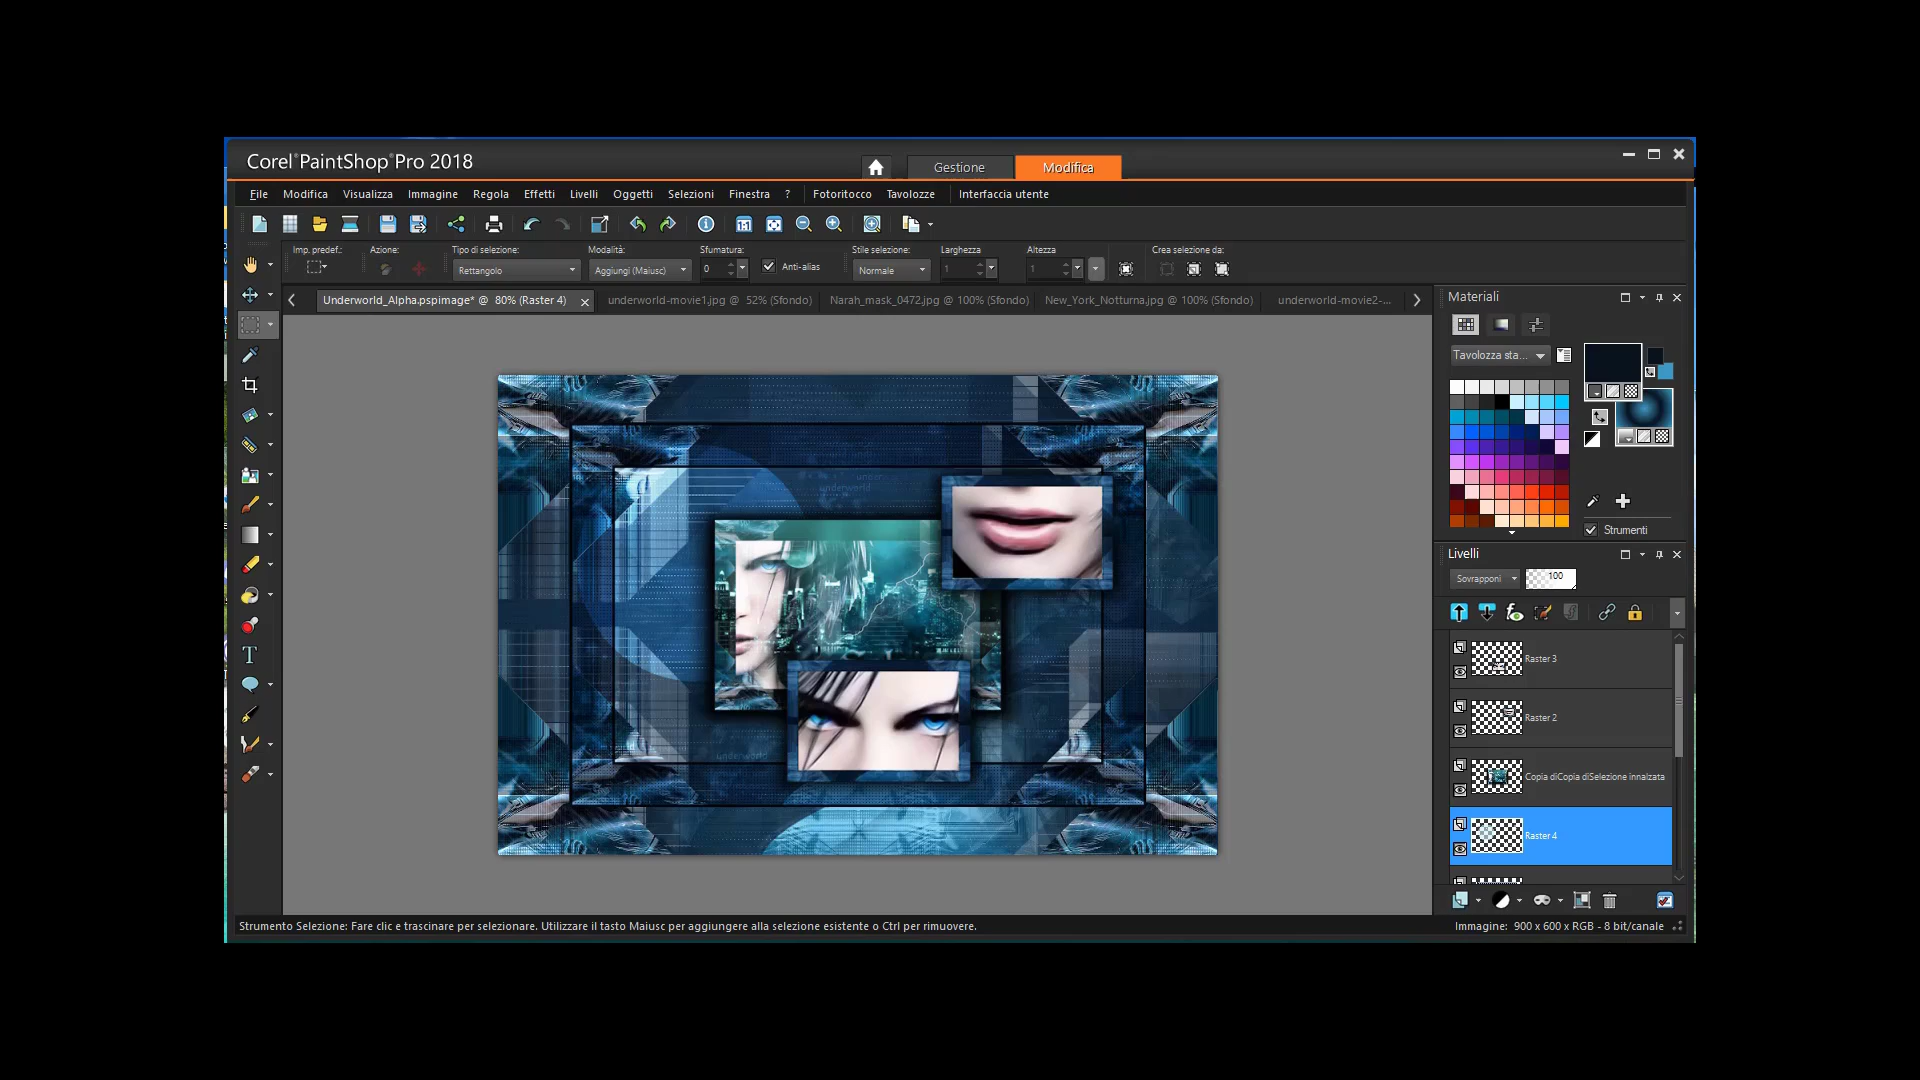 Corel®PaintShop®Pro 2018
Gestione
Modifica
File Modifica Visualizza Immagine Regola Effetti Livelli Oggetti Selezioni Finestra ? Fotoritocco Tavolozze Interfaccia utente
Imp. predef.: Azione: Tipo di selezione: Modalità: Sfumatura: Stile selezione: Larghezza Altezza Crea selezione da:
Rettangolo Aggiungi (Maiusc) 0 Anti-alias Normale 1 1
Underworld_Alpha.pspimage* @ 80% (Raster 4) underworld-movie1.jpg @ 52% (Sfondo) Narah_mask_0472.jpg @ 100% (Sfondo) New_York_Notturna.jpg @ 100% (Sfondo) underworld-movie2-...
Materiali
Tavolozza sta...
Strumenti
Livelli
Sovrapponi 100
Raster 3
Raster 2
Copia diCopia diSelezione innalzata
Raster 4
underworld
underworld
Strumento Selezione: Fare clic e trascinare per selezionare. Utilizzare il tasto Maiusc per aggiungere alla selezione esistente o Ctrl per rimuovere.
Immagine: 900 x 600 x RGB - 8 bit/canale